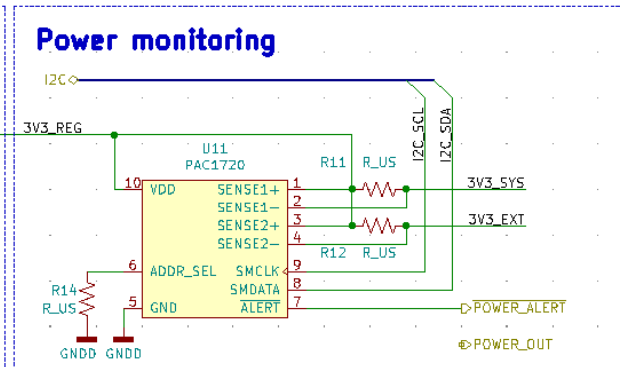 Power monitoring
I2C
3V3_REG
U11
PAC1720
R11 R_US
I2C_SCL
I2C_SDA
10 VDD SENSE1+ 1
3V3_SYS
SENSE1- 2
SENSE2+ 3
3V3_EXT
SENSE2- 4
R12 R_US
6 ADDR_SEL SMCLK 9
R14
R_US
SMDATA 8
5 GND ALERT 7
POWER_ALERT
GNDD GNDD
POWER_OUT